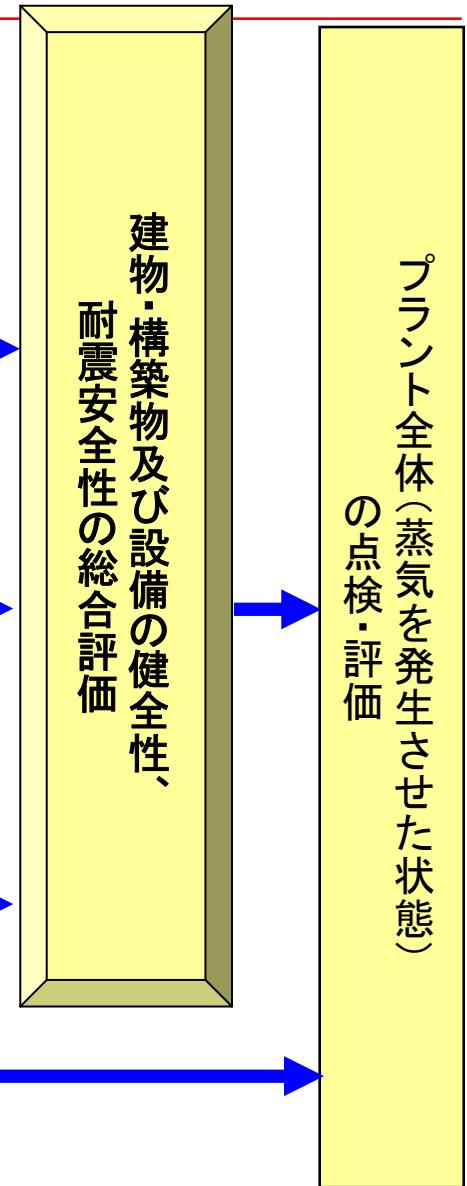 建物・構築物及び設備の健全性、
耐震安全性の総合評価
プラント全体（蒸気を発生させた状態）
の点検・評価